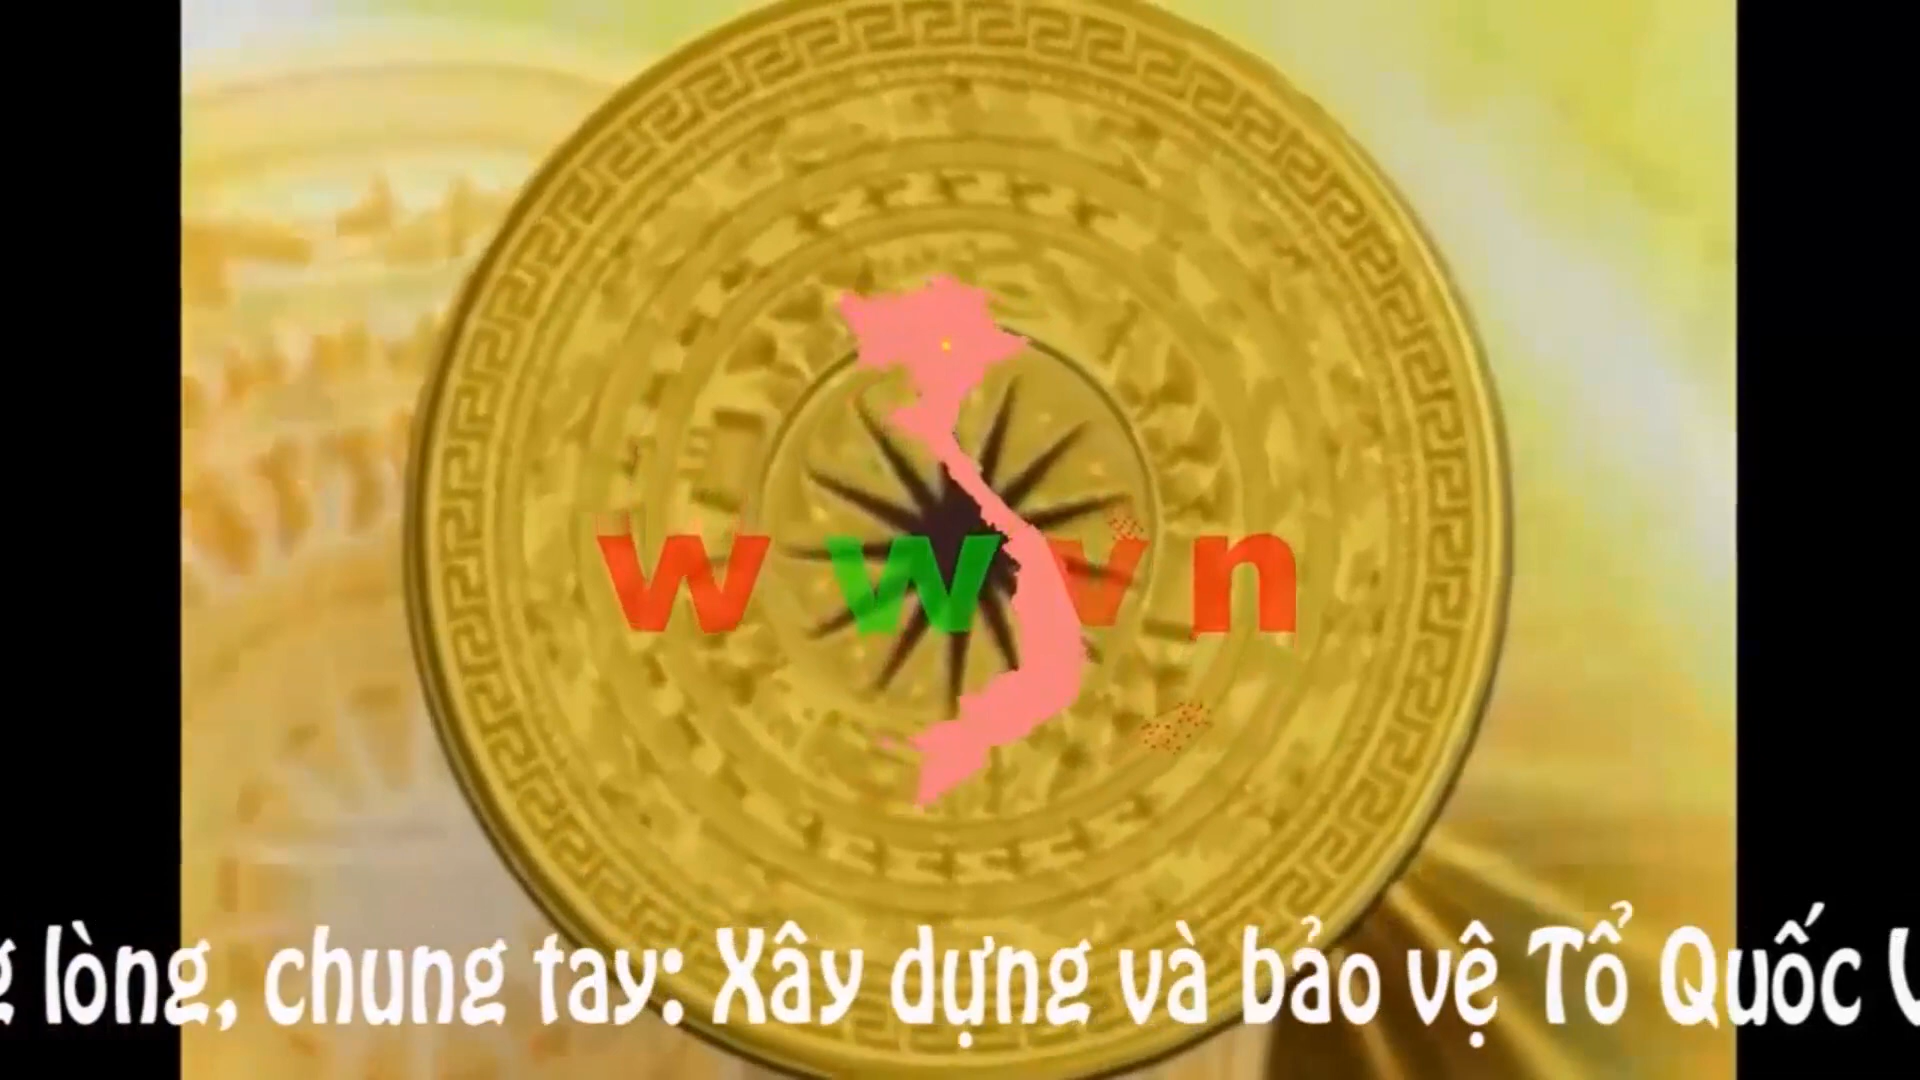 w w v n
lòng, chung tay: Xây dựng và bảo vệ Tổ Quốc